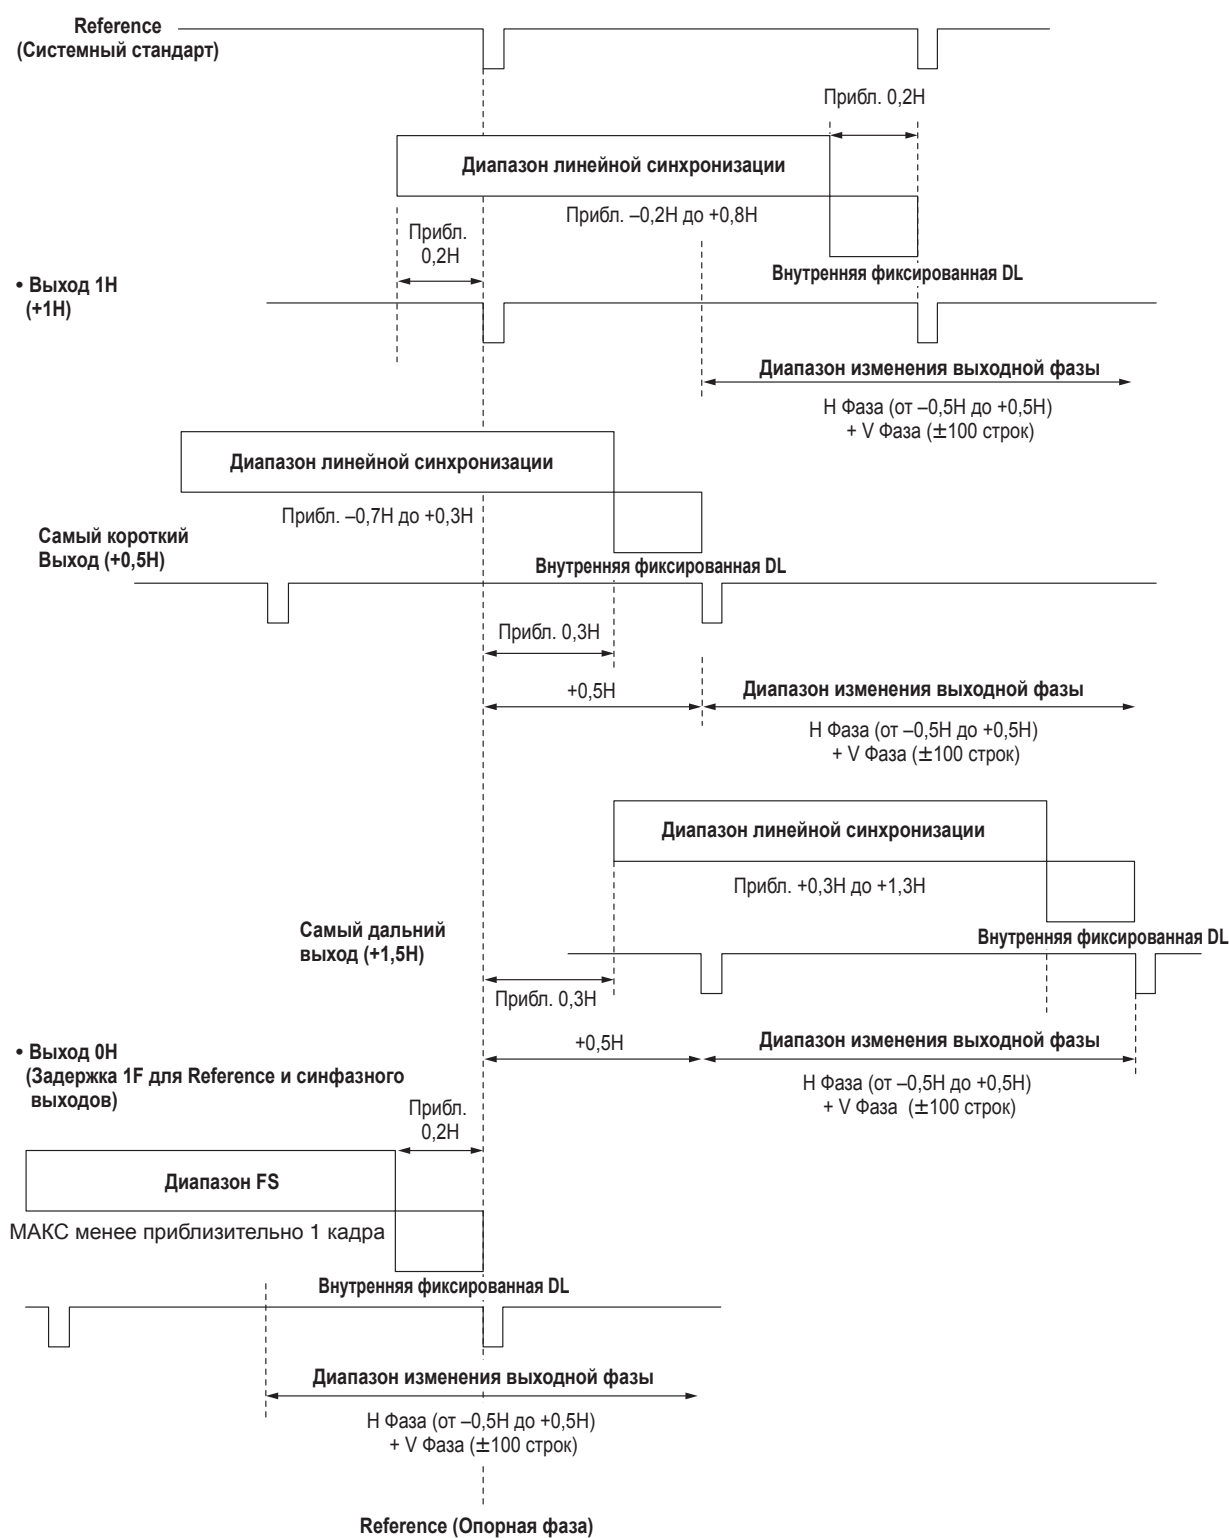 Reference
(Системный стандарт)
Прибл. 0,2H
Диапазон линейной синхронизации
Прибл. –0,2H до +0,8H
Прибл.
0,2H
Внутренняя фиксированная DL
• Выход 1H
(+1H)
Диапазон изменения выходной фазы
H Фаза (от –0,5H до +0,5H)
+ V Фаза (±100 строк)
Диапазон линейной синхронизации
Прибл. –0,7H до +0,3H
Самый короткий
Выход (+0,5H)
Внутренняя фиксированная DL
Прибл. 0,3H
+0,5H
Диапазон изменения выходной фазы
H Фаза (от –0,5H до +0,5H)
+ V Фаза (±100 строк)
Диапазон линейной синхронизации
Прибл. +0,3H до +1,3H
Самый дальний
выход (+1,5H)
Внутренняя фиксированная DL
Прибл. 0,3H
• Выход 0H
(Задержка 1F для Reference и синфазного
выходов)
+0,5H
Диапазон изменения выходной фазы
H Фаза (от –0,5H до +0,5H)
+ V Фаза (±100 строк)
Прибл.
0,2H
Диапазон FS
МАКС менее приблизительно 1 кадра
Внутренняя фиксированная DL
Диапазон изменения выходной фазы
H Фаза (от –0,5H до +0,5H)
+ V Фаза (±100 строк)
Reference (Опорная фаза)